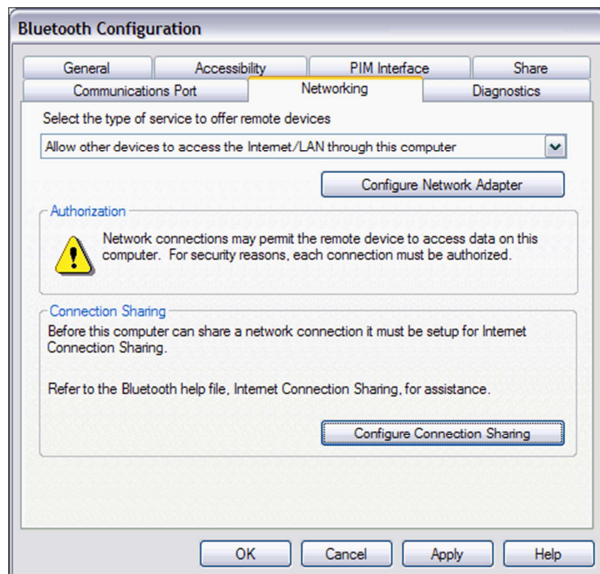 Bluetooth Configuration
General Accessibility PIM Interface Share
Communications Port Networking Diagnostics
Select the type of service to offer remote devices
Allow other devices to access the Internet/LAN through this computer
Configure Network Adapter
Authorization
Network connections may permit the remote device to access data on this
computer. For security reasons, each connection must be authorized.
Connection Sharing
Before this computer can share a network connection it must be setup for Internet
Connection Sharing.
Refer to the Bluetooth help file, Internet Connection Sharing, for assistance.
Configure Connection Sharing
OK Cancel Apply Help